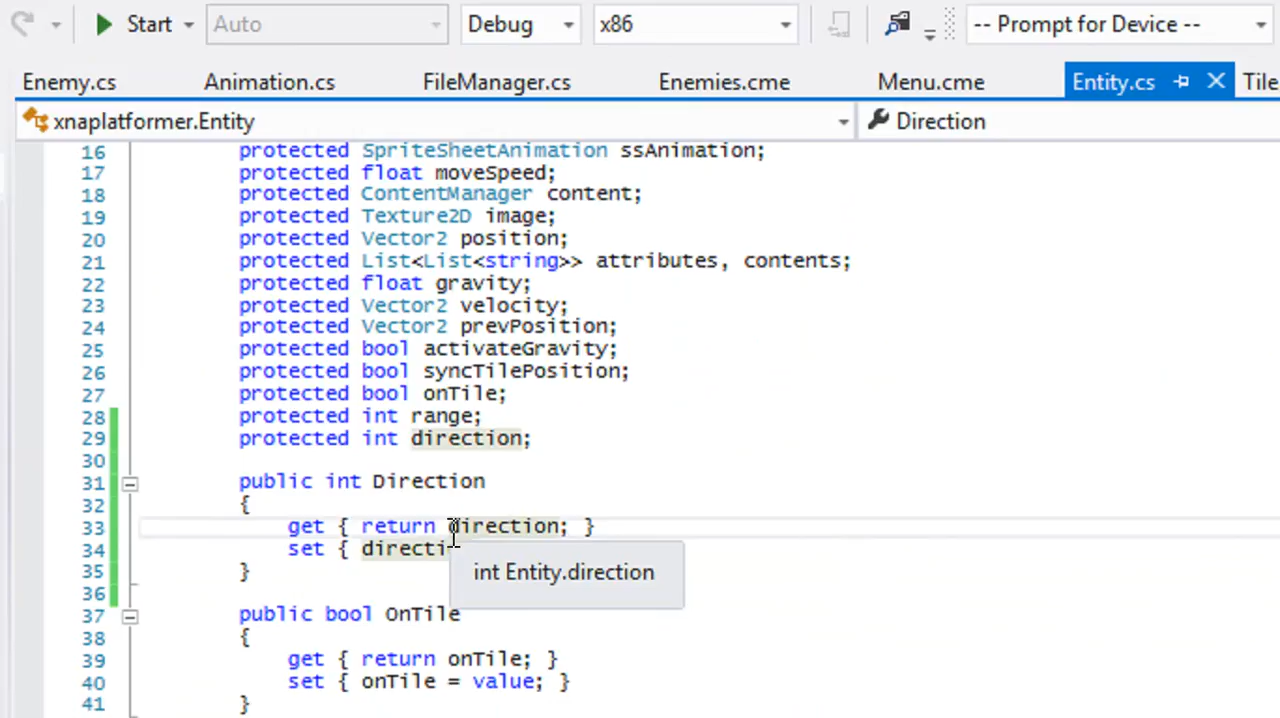 Start Auto Debug x86 -- Prompt for Device --
Enemy.cs Animation.cs FileManager.cs Enemies.cme Menu.cme Entity.cs Tile
xnaplatformer.Entity Direction
16 protected SpriteSheetAnimation ssAnimation;
17 protected float moveSpeed;
18 protected ContentManager content;
19 protected Texture2D image;
20 protected Vector2 position;
21 protected List<List<string>> attributes, contents;
22 protected float gravity;
23 protected Vector2 velocity;
24 protected Vector2 prevPosition;
25 protected bool activateGravity;
26 protected bool syncTilePosition;
27 protected bool onTile;
28 protected int range;
29 protected int direction;
30
31 public int Direction
32 {
33 get { return direction; }
34 set { directi
int Entity.direction
35 }
36
37 public bool OnTile
38 {
39 get { return onTile; }
40 set { onTile = value; }
41 }